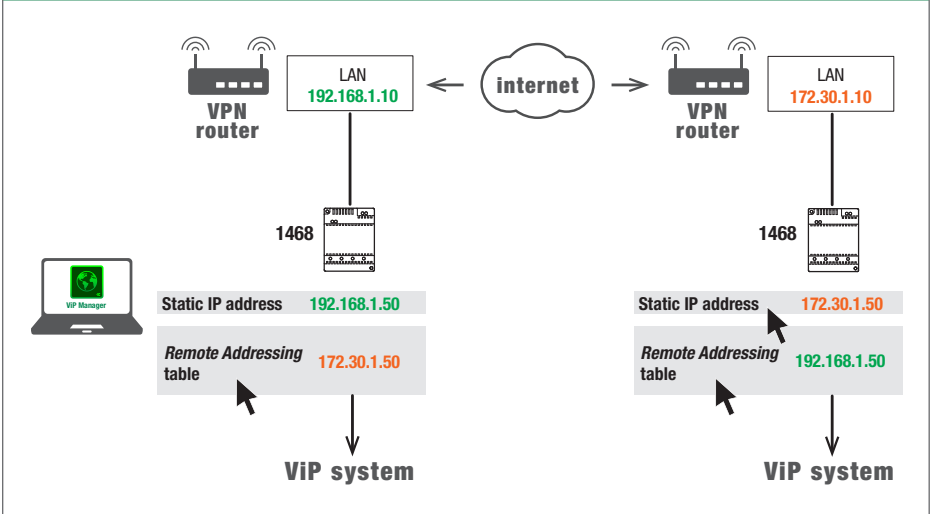 LAN
192.168.1.10
internet
LAN
172.30.1.10
VPN
router
VPN
router
1468
1468
ViP Manager
Static IP address 192.168.1.50
Static IP address 172.30.1.50
Remote Addressing
table
172.30.1.50
Remote Addressing
table
192.168.1.50
ViP system
ViP system